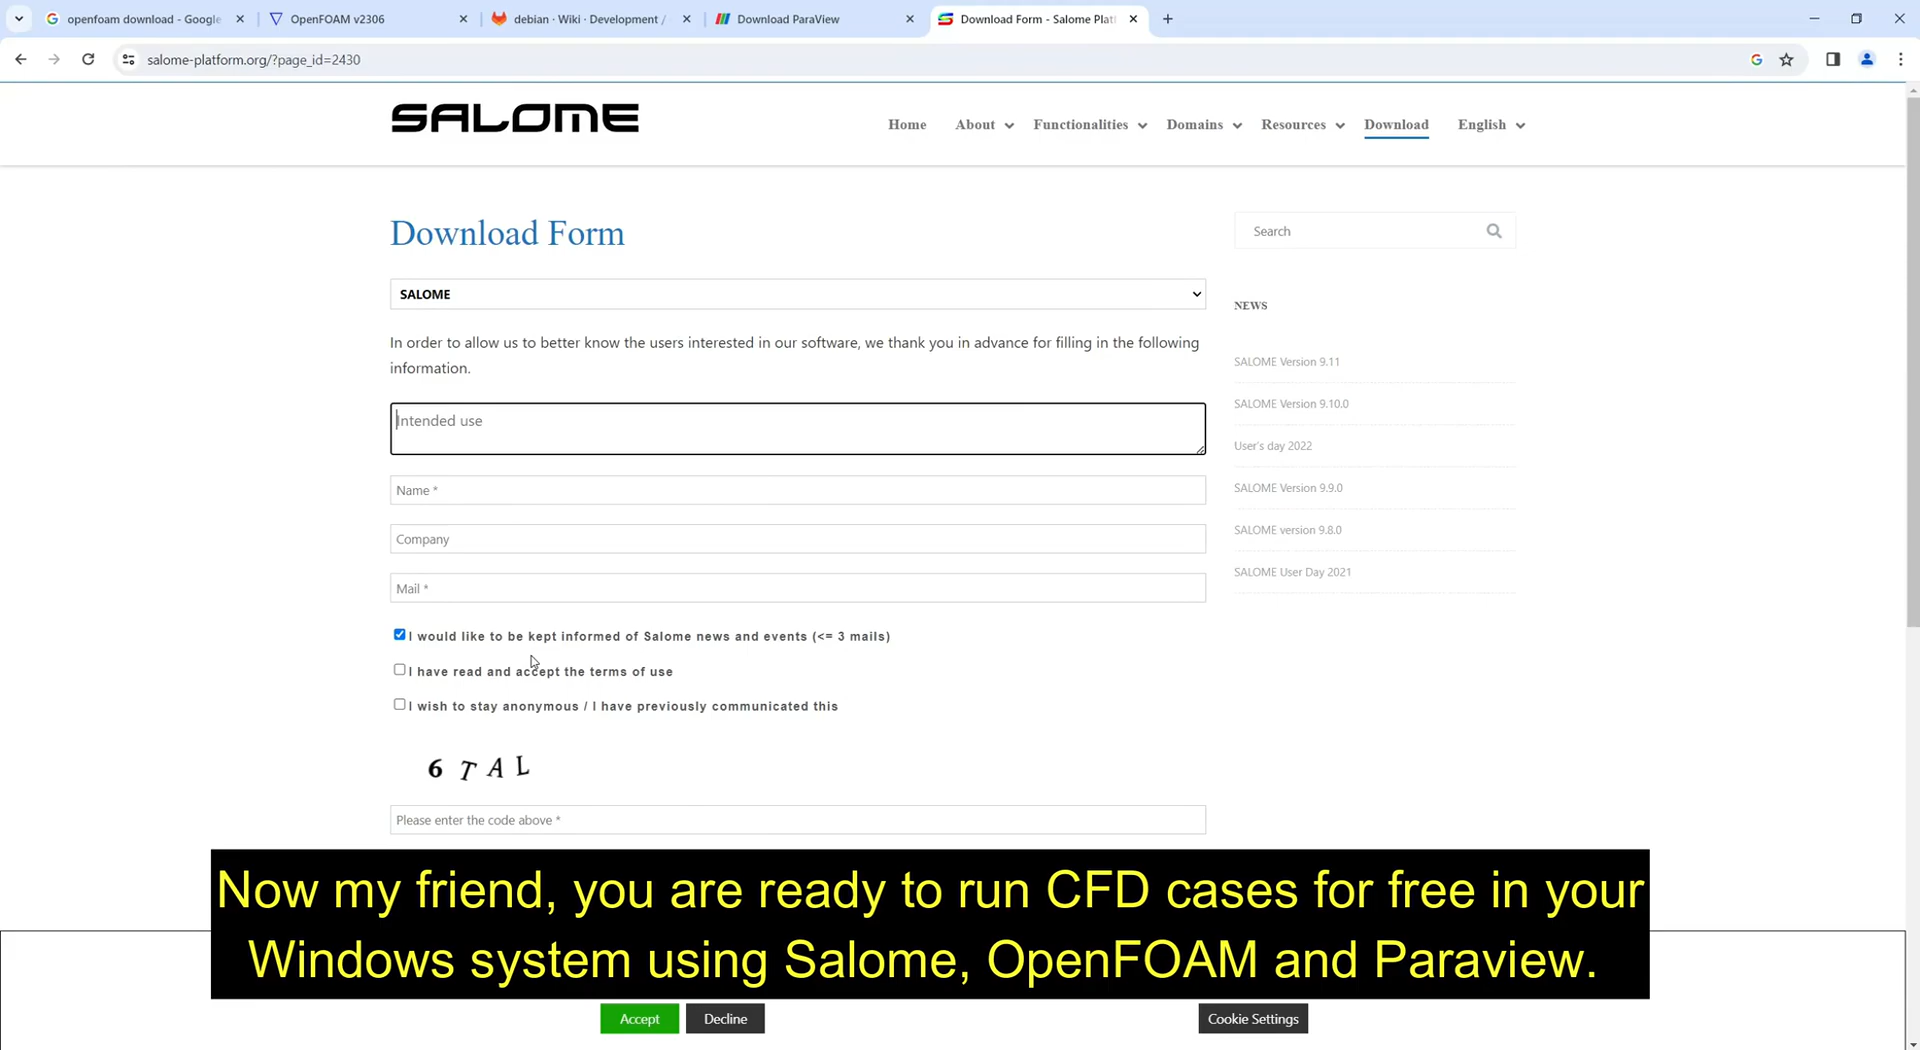 openfoam download - Google
OpenFOAM v2306
debian · Wiki · Development /
Download ParaView
Download Form - Salome Plat
salome-platform.org/?page_id=2430
SALOME
Home
About
Functionalities
Domains
Resources
Download
English
Download Form
Search
SALOME
NEWS
In order to allow us to better know the users interested in our software, we thank you in advance for filling in the following
information.
SALOME Version 9.11
SALOME Version 9.10.0
Intended use
User's day 2022
Name *
SALOME Version 9.9.0
Company
SALOME version 9.8.0
Mail *
SALOME User Day 2021
I would like to be kept informed of Salome news and events (<= 3 mails)
I have read and accept the terms of use
I wish to stay anonymous / I have previously communicated this
6 T A L
Please enter the code above *
Now my friend, you are ready to run CFD cases for free in your
Windows system using Salome, OpenFOAM and Paraview.
Accept
Decline
Cookie Settings